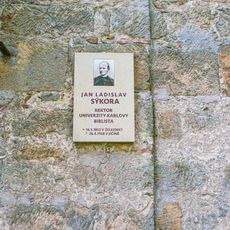 JAN LADISLAV
SÝKORA
REKTOR
UNIVERZITY KARLOVY
BIBLISTA